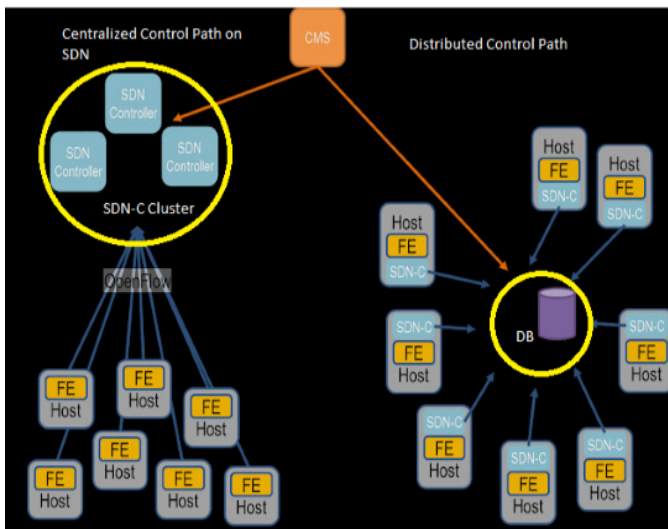 Centralized Control Path on
SDN
CMS
Distributed Control Path
SDN
Controller
SDN
Controller
SDN
Controller
SDN-C Cluster
OpenFlow
FE
Host
FE
Host
FE
Host
FE
Host
FE
Host
FE
Host
FE
Host
Host
FE
SDN-C
Host
FE
SDN-C
Host
FE
SDN-C
DB
SDN-C
FE
Host
SDN-C
FE
Host
SDN-C
FE
Host
SDN-C
FE
Host
SDN-C
FE
Host